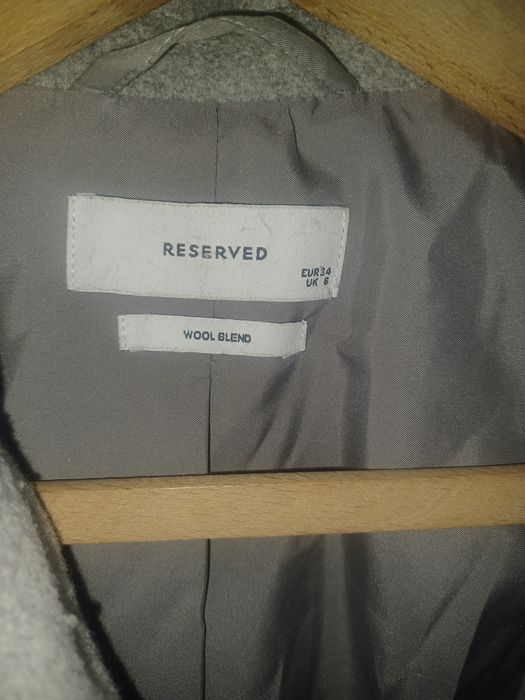 RESERVED
EUR 34
UK 6
WOOL BLEND